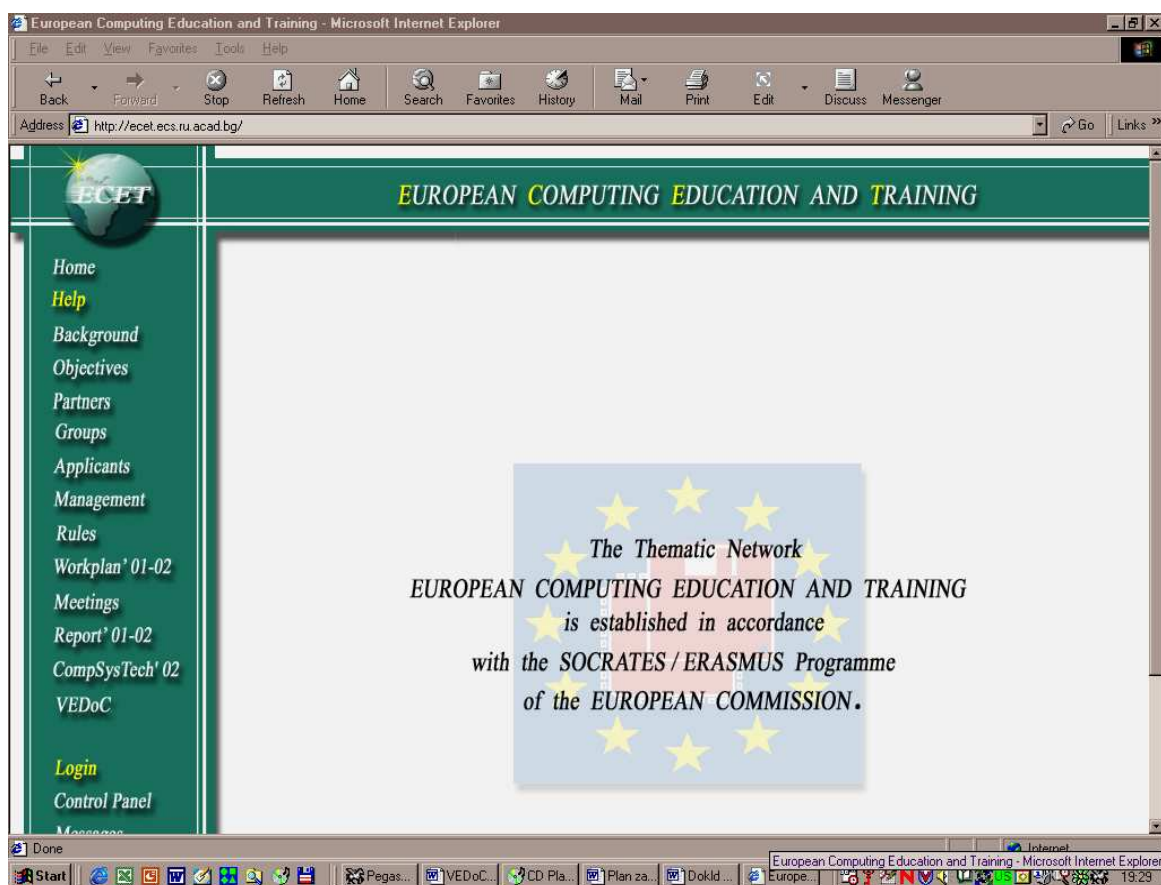 European Computing Education and Training - Microsoft Internet Explorer
File Edit View Favorites Tools Help
Back Forward Stop Refresh Home Search Favorites History Mail Print Edit Discuss Messenger
Address http://ecet.ecs.ru.acad.bg/ Go Links »
ECET
EUROPEAN COMPUTING EDUCATION AND TRAINING
Home
Help
Background
Objectives
Partners
Groups
Applicants
Management
Rules
Workplan' 01-02
Meetings
Report' 01-02
CompSysTech' 02
VEDoC
Login
Control Panel
Messages
The Thematic Network
EUROPEAN COMPUTING EDUCATION AND TRAINING
is established in accordance
with the SOCRATES / ERASMUS Programme
of the EUROPEAN COMMISSION.
Done Internet
European Computing Education and Training - Microsoft Internet Explorer
Start Pegas... VEDoC... CD Pla... Plan za... Dokld ... Europe... US 19:29